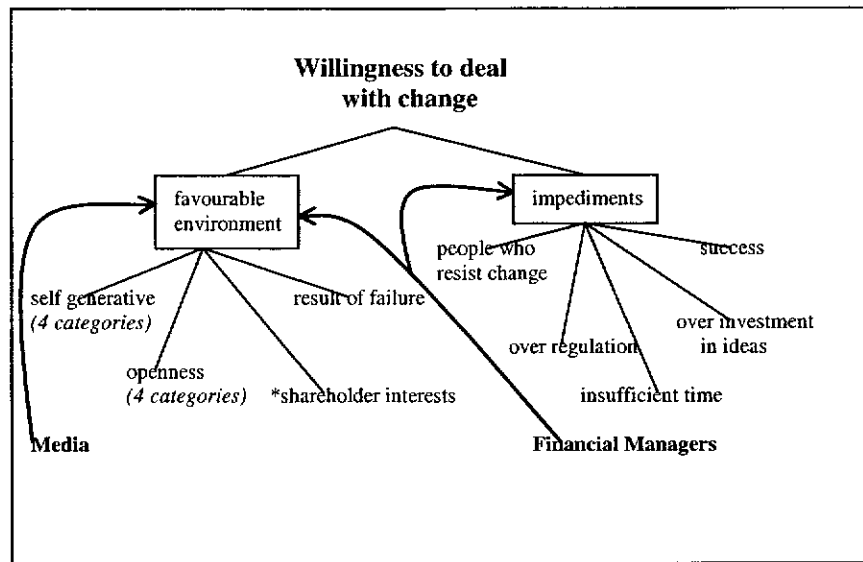 Willingness to deal
with change
favourable
environment
impediments
people who
resist change
success
self generative
(4 categories)
result of failure
over investment
in ideas
over regulation
openness
(4 categories)
*shareholder interests
insufficient time
Media
Financial Managers